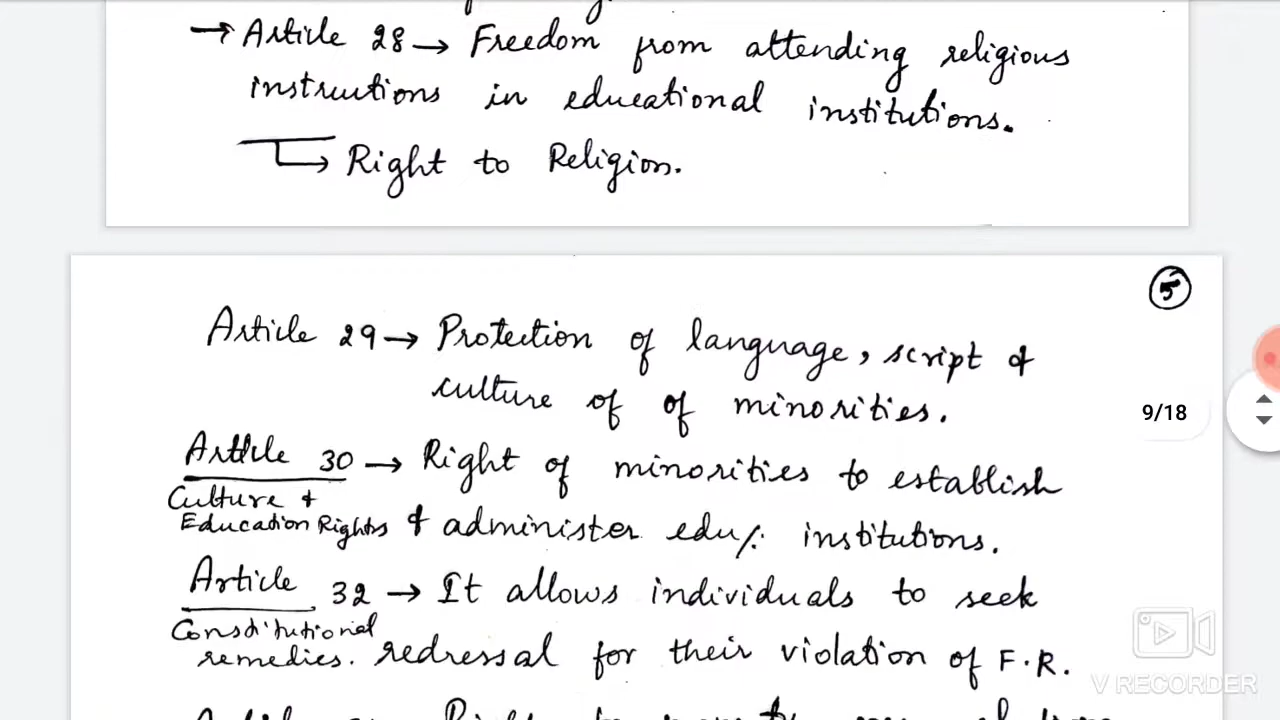 → Article 28 → Freedom from attending religious
instructions in educational institutions.
→ Right to Religion.
5
Article 29 → Protection of language, script &
culture of of minorities.
9/18
Article 30 → Right of minorities to establish
Culture &
Education Rights & administer edu/: institutions.
Article 32 → It allows individuals to seek
Constitutional
remedies. redressal for their violation of F.R.
V RECORDER